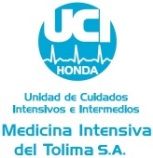 UCI
HONDA
Unidad de Cuidados
Intensivos e Intermedios
Medicina Intensiva
del Tolima S.A.